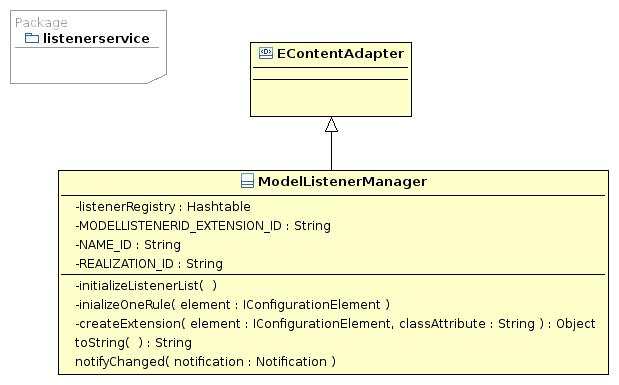 Package
listenerservice
EContentAdapter
ModelListenerManager
-listenerRegistry : Hashtable
-MODELLISTENERID_EXTENSION_ID : String
-NAME_ID : String
-REALIZATION_ID : String
-initializeListenerList(  )
-inializeOneRule( element : IConfigurationElement )
-createExtension( element : IConfigurationElement, classAttribute : String ) : Object
toString(  ) : String
notifyChanged( notification : Notification )